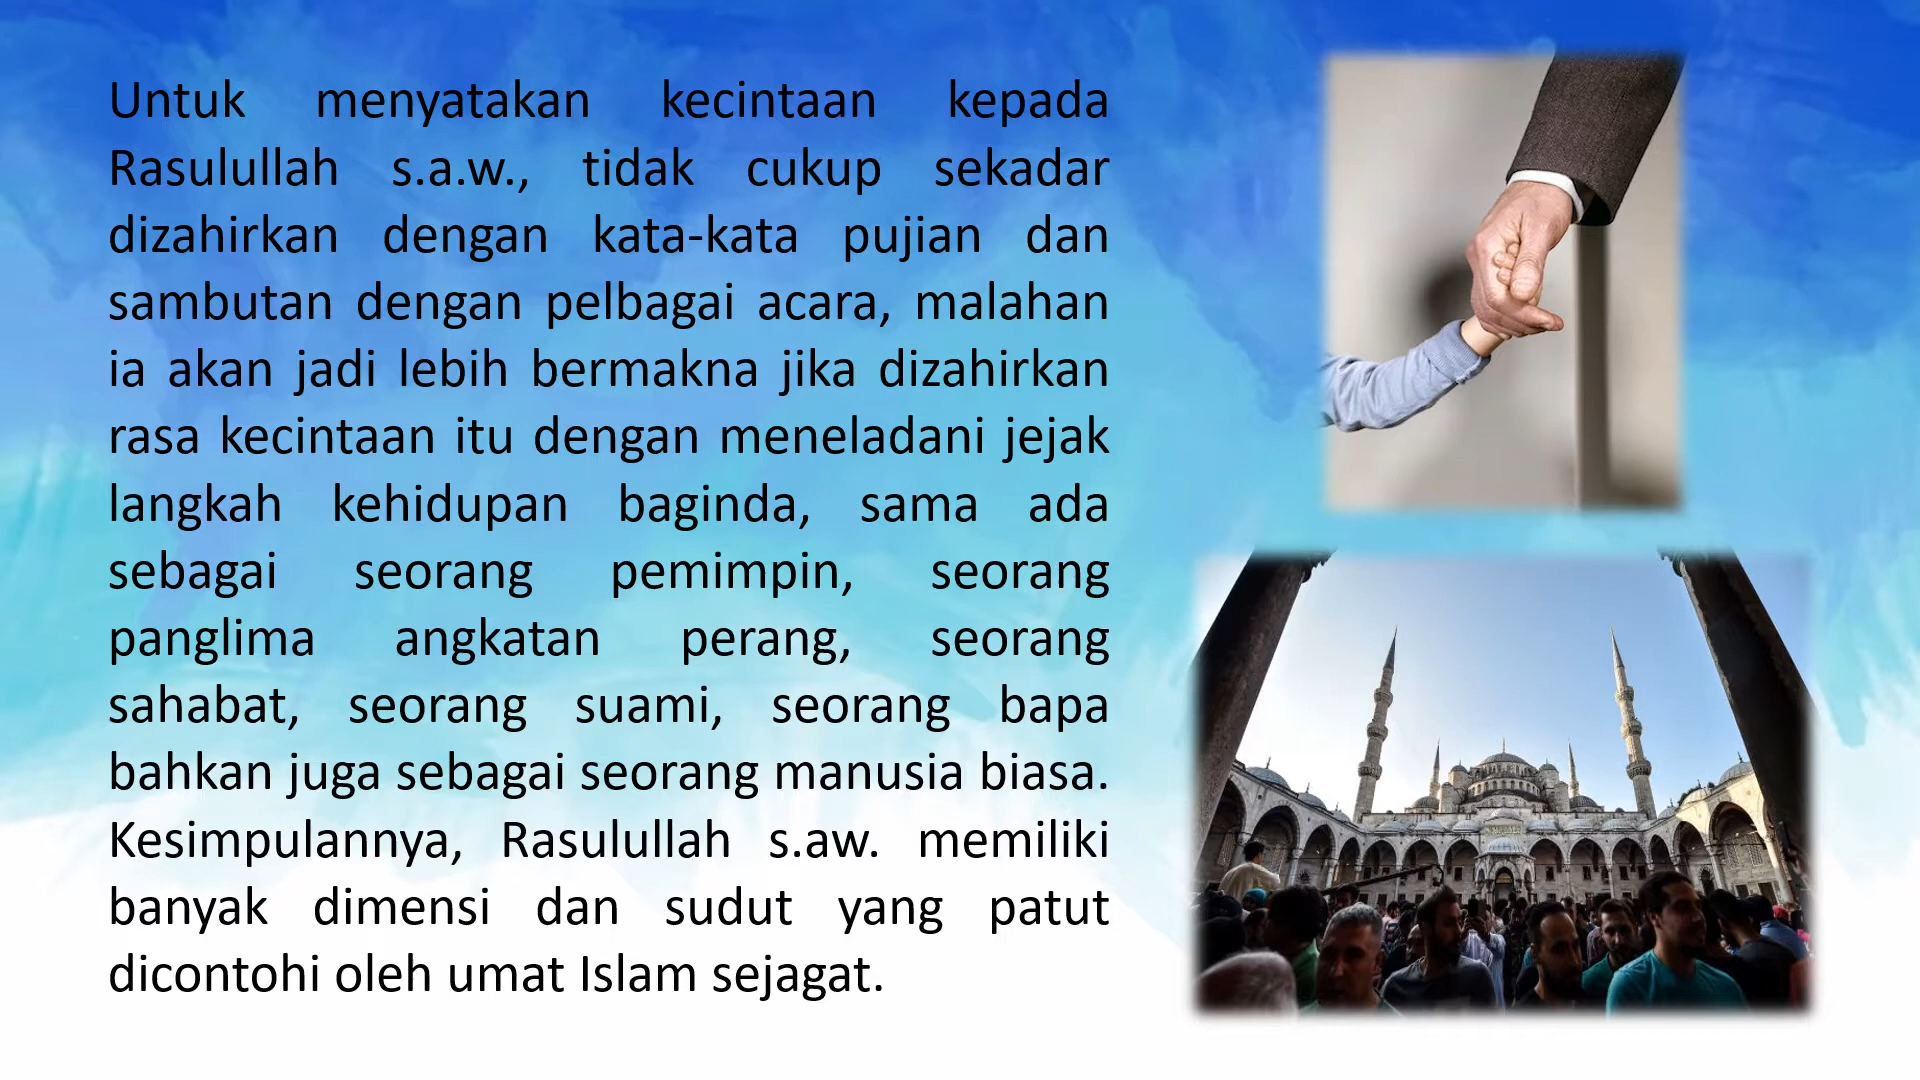 Untuk menyatakan kecintaan kepada
Rasulullah s.a.w., tidak cukup sekadar
dizahirkan dengan kata-kata pujian dan
sambutan dengan pelbagai acara, malahan
ia akan jadi lebih bermakna jika dizahirkan
rasa kecintaan itu dengan meneladani jejak
langkah kehidupan baginda, sama ada
sebagai seorang pemimpin, seorang
panglima angkatan perang, seorang
sahabat, seorang suami, seorang bapa
bahkan juga sebagai seorang manusia biasa.
Kesimpulannya, Rasulullah s.aw. memiliki
banyak dimensi dan sudut yang patut
dicontohi oleh umat Islam sejagat.